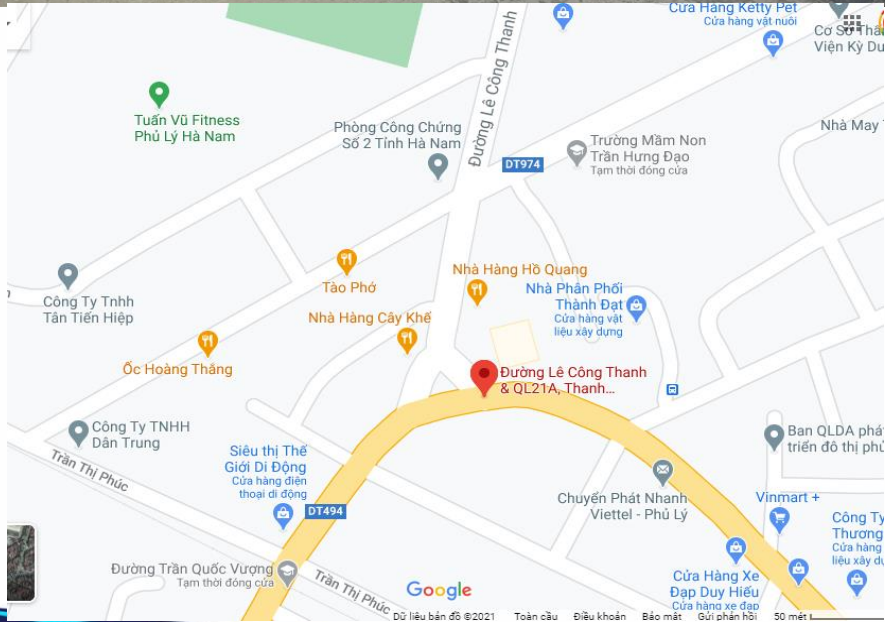 Cửa Hàng Ketty Pet
Cửa hàng vật nuôi
Viện Kỳ
Đường Lê Công Thanh
Tuấn Vũ Fitness
Phủ Lý Hà Nam
Phòng Công Chứng
Số 2 Tỉnh Hà Nam
DT974
Trường Mầm Non
Trần Hưng Đạo
Tạm thời đóng cửa
Nhà May
Công Ty Tnhh
Tân Tiến Hiệp
Tào Phớ
Nhà Hàng Hồ Quang
Nhà Phân Phối
Thành Đạt
Cửa hàng vật
liệu xây dựng
Nhà Hàng Cây Khế
Ốc Hoàng Thắng
Đường Lê Công Thanh
& QL21A, Thanh...
Công Ty TNHH
Dân Trung
Trần Thị Phúc
Siêu thị Thế
Giới Di Động
Cửa hàng điện
thoại di động
DT494
Ban QLDA phát
triển đô thị phủ
Chuyển Phát Nhanh
Viettel - Phủ Lý
Vinmart +
Công Ty
Thương
Cửa hàng
liệu xây
Đường Trần Quốc Vượng
Tạm thời đóng cửa
Trần Thị Phúc
Cửa Hàng Xe
Đạp Duy Hiếu
Cửa hàng xe đạp
Google
Dữ liệu bản đồ ©2021 Toàn cầu Điều khoản Bảo mật Gửi phản hồi 50 mét